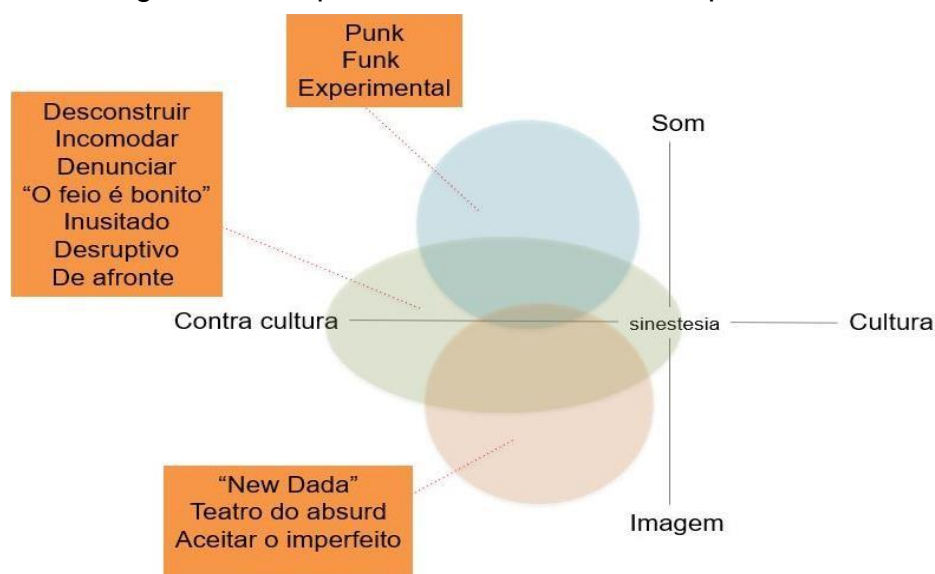 Punk
Funk
Experimental
Desconstruir
Incomodar
Denunciar
“O feio é bonito”
Inusitado
Desruptivo
De afronte
Som
Contra cultura
sinestesia
Cultura
“New Dada”
Teatro do absurd
Aceitar o imperfeito
Imagem